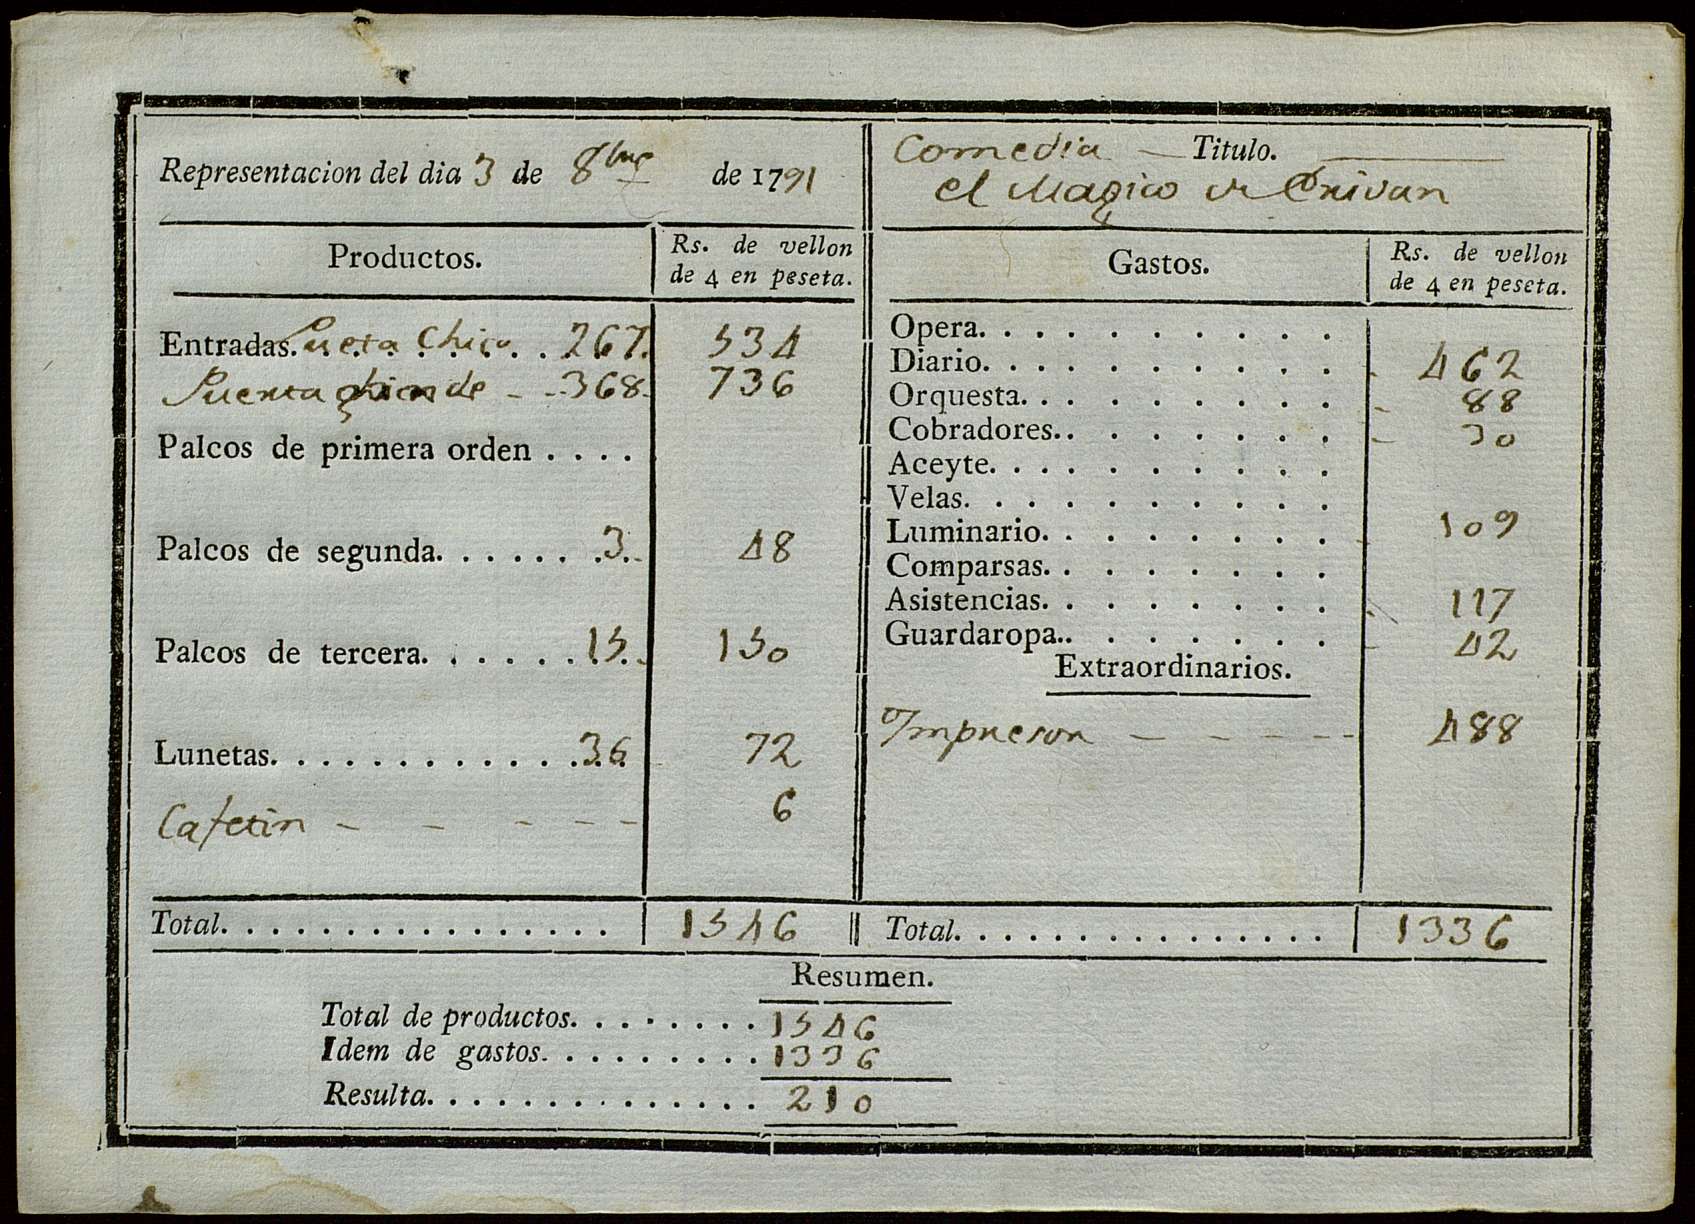 Representacion del dia 3 de 8bre de 1791
Comedia — Titulo.
el Magico de Erivan
Productos.
Rs. de vellon
de 4 en peseta.
Gastos.
Rs. de vellon
de 4 en peseta.
Entradas. Pueta Chica 267. 534
Puerta grande 368. 736
Palcos de primera orden . . . .
Palcos de segunda. . . . . . . 3. 48
Palcos de tercera. . . . . . . 15. 150
Lunetas. . . . . . . . . . . . 36. 72
Cafetin - - - - - - 6
Total. . . . . . . . . . . . . . . . 1546
Opera. . . . . . . . . . .
Diario. . . . . . . . . . . 462
Orquesta. . . . . . . . . . 88
Cobradores. . . . . . . . . 30
Aceyte. . . . . . . . . . .
Velas. . . . . . . . . . .
Luminario. . . . . . . . . 109
Comparsas. . . . . . . . .
Asistencias. . . . . . . . 117
Guardaropa. . . . . . . . . 42
Extraordinarios.
Impresion - - - - - 488
Total. . . . . . . . . . . . . . . 1336
Resumen.
Total de productos. . . . . . . . . 1546
Idem de gastos. . . . . . . . . . 1336
Resulta. . . . . . . . . . . . . . 210